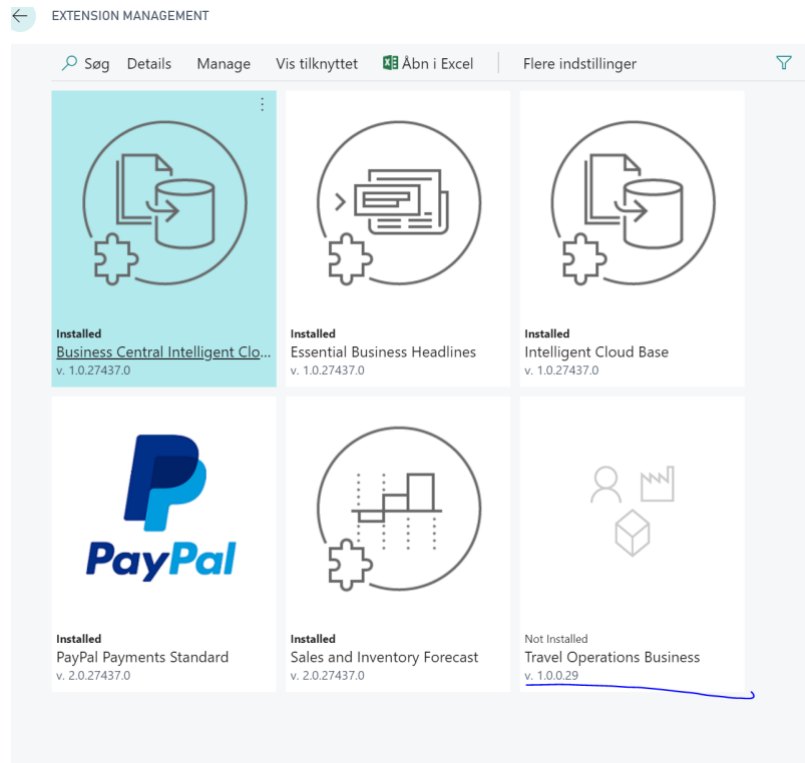 EXTENSION MANAGEMENT
Søg Details Manage Vis tilknyttet Åbn i Excel Flere indstillinger
Installed
Business Central Intelligent Clo...
v. 1.0.27437.0
Installed
Essential Business Headlines
v. 1.0.27437.0
Installed
Intelligent Cloud Base
v. 1.0.27437.0
PayPal
Installed
PayPal Payments Standard
v. 2.0.27437.0
Installed
Sales and Inventory Forecast
v. 2.0.27437.0
Not Installed
Travel Operations Business
v. 1.0.0.29